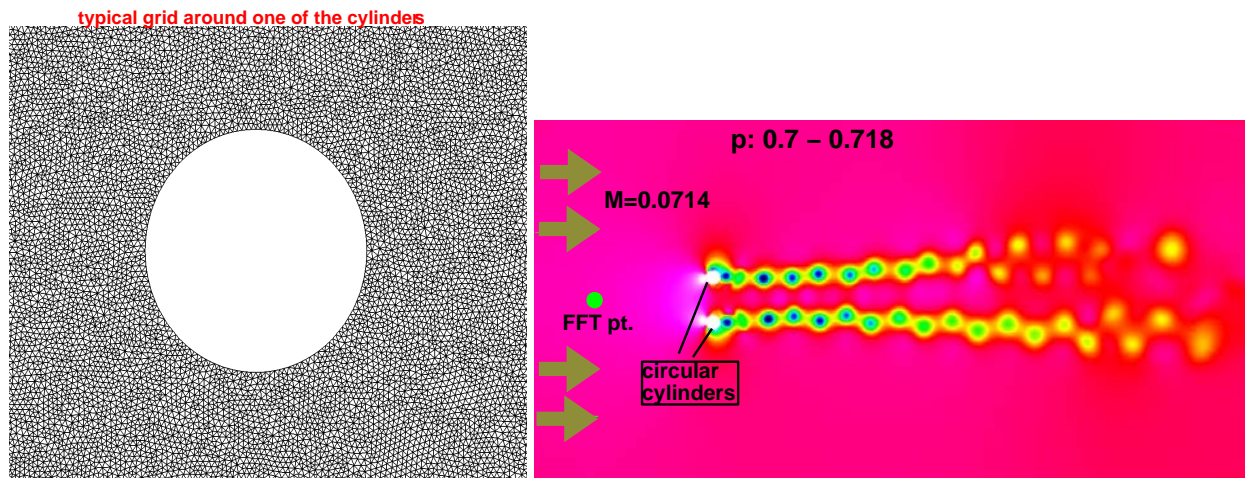 typical grid around one of the cylinders
p: 0.7 – 0.718
M=0.0714
FFT pt.
circular
cylinders